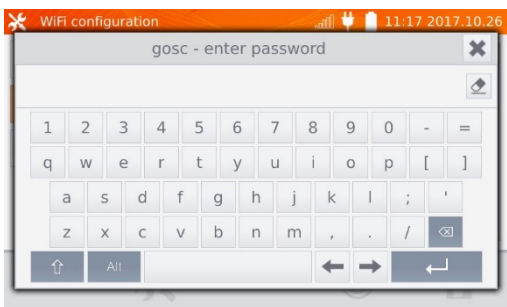 WiFi configuration 11:17 2017.10.26
gosc - enter password
1 2 3 4 5 6 7 8 9 0 - =
q w e r t y u i o p [ ]
a s d f g h j k l ; '
z x c v b n m , . /
Alt